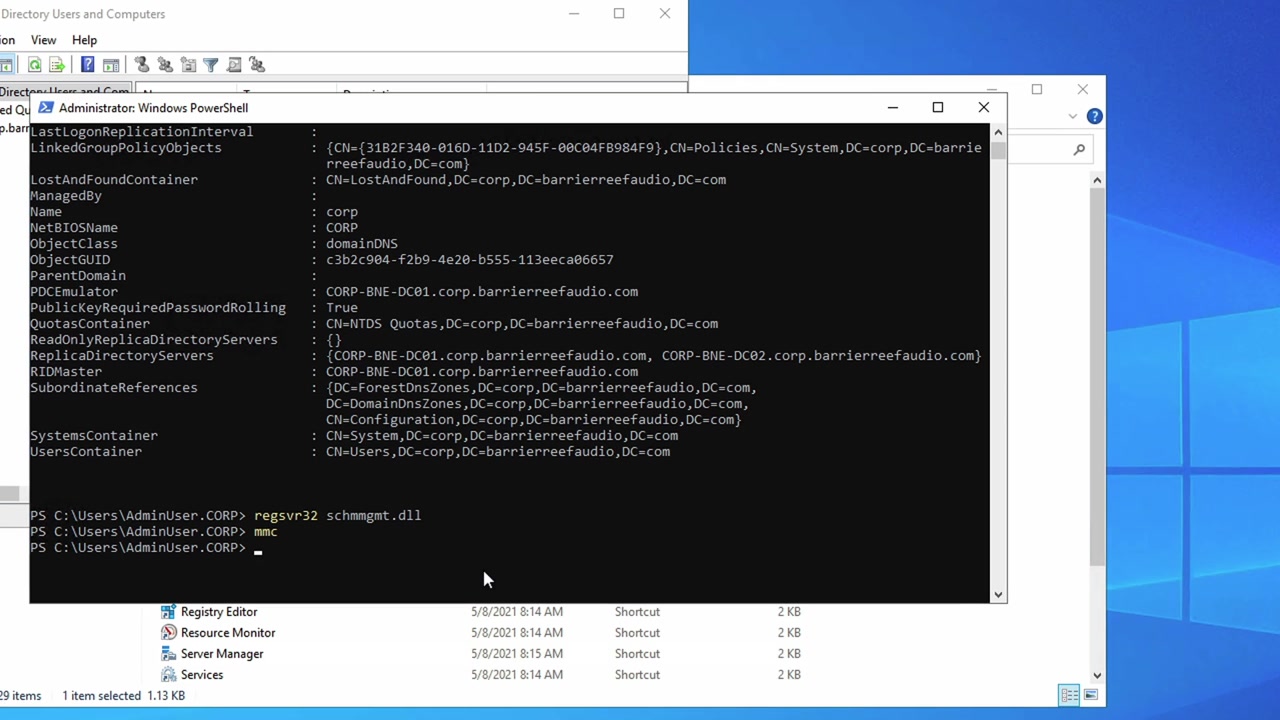 Directory Users and Computers
ion View Help
Directory Users and Com
ed Qu
p.barr
Administrator: Windows PowerShell
LastLogonReplicationInterval :
LinkedGroupPolicyObjects : {CN={31B2F340-016D-11D2-945F-00C04FB984F9},CN=Policies,CN=System,DC=corp,DC=barrie
rreefaudio,DC=com}
LostAndFoundContainer : CN=LostAndFound,DC=corp,DC=barrierreefaudio,DC=com
ManagedBy :
Name : corp
NetBIOSName : CORP
ObjectClass : domainDNS
ObjectGUID : c3b2c904-f2b9-4e20-b555-113eeca06657
ParentDomain :
PDCEmulator : CORP-BNE-DC01.corp.barrierreefaudio.com
PublicKeyRequiredPasswordRolling : True
QuotasContainer : CN=NTDS Quotas,DC=corp,DC=barrierreefaudio,DC=com
ReadOnlyReplicaDirectoryServers : {}
ReplicaDirectoryServers : {CORP-BNE-DC01.corp.barrierreefaudio.com, CORP-BNE-DC02.corp.barrierreefaudio.com}
RIDMaster : CORP-BNE-DC01.corp.barrierreefaudio.com
SubordinateReferences : {DC=ForestDnsZones,DC=corp,DC=barrierreefaudio,DC=com,
DC=DomainDnsZones,DC=corp,DC=barrierreefaudio,DC=com,
CN=Configuration,DC=corp,DC=barrierreefaudio,DC=com}
SystemsContainer : CN=System,DC=corp,DC=barrierreefaudio,DC=com
UsersContainer : CN=Users,DC=corp,DC=barrierreefaudio,DC=com
PS C:\Users\AdminUser.CORP> regsvr32 schmmgmt.dll
PS C:\Users\AdminUser.CORP> mmc
PS C:\Users\AdminUser.CORP>
Registry Editor 5/8/2021 8:14 AM Shortcut 2 KB
Resource Monitor 5/8/2021 8:14 AM Shortcut 2 KB
Server Manager 5/8/2021 8:15 AM Shortcut 2 KB
Services 5/8/2021 8:14 AM Shortcut 2 KB
29 items 1 item selected 1.13 KB